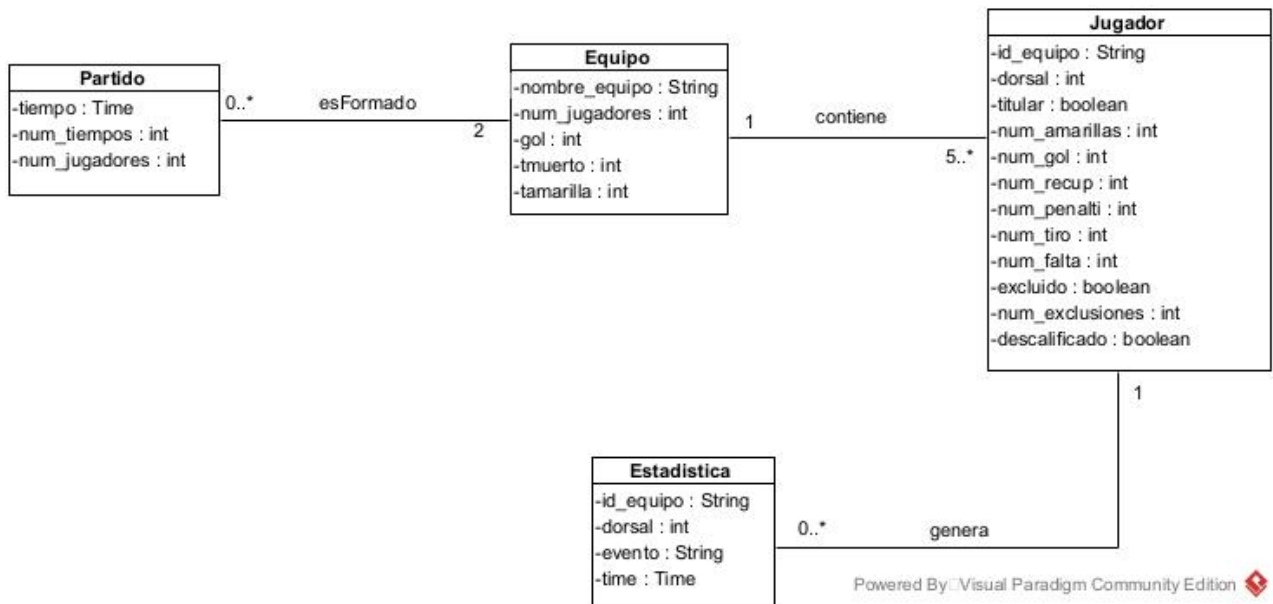 Partido
-tiempo : Time
-num_tiempos : int
-num_jugadores : int
0..*
esFormado
2
Equipo
-nombre_equipo : String
-num_jugadores : int
-gol : int
-tmuerto : int
-tamarilla : int
1
contiene
5..*
Jugador
-id_equipo : String
-dorsal : int
-titular : boolean
-num_amarillas : int
-num_gol : int
-num_recup : int
-num_penalti : int
-num_tiro : int
-num_falta : int
-excluido : boolean
-num_exclusiones : int
-descalificado : boolean
1
Estadistica
-id_equipo : String
-dorsal : int
-evento : String
-time : Time
0..*
genera
Powered By Visual Paradigm Community Edition